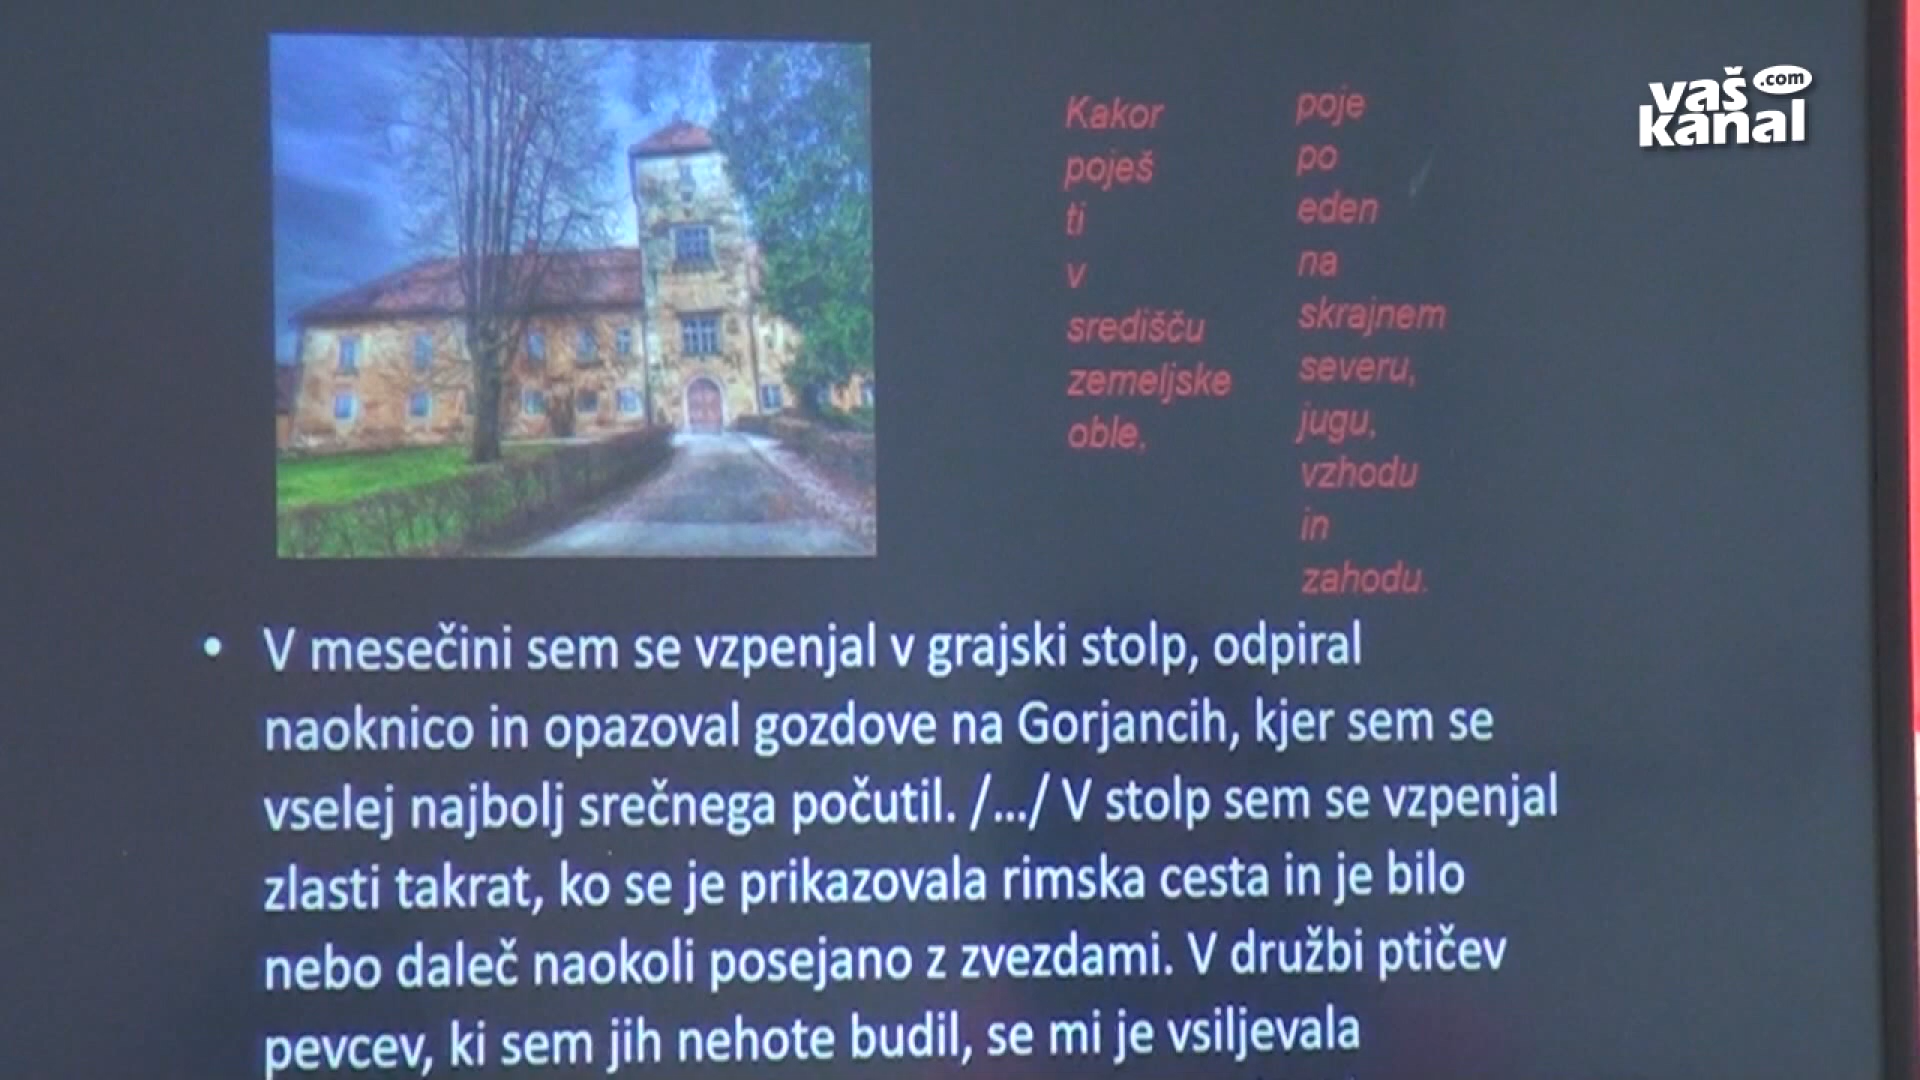 vaš
.com
kanal
Kakor
poješ
ti
v
središču
zemeljske
oble,
poje
po
eden
na
skrajnem
severu,
jugu,
vzhodu
in
zahodu.
• V mesečini sem se vzpenjal v grajski stolp, odpiral
naoknico in opazoval gozdove na Gorjancih, kjer sem se
vselej najbolj srečnega počutil. /…/ V stolp sem se vzpenjal
zlasti takrat, ko se je prikazovala rimska cesta in je bilo
nebo daleč naokoli posejano z zvezdami. V družbi ptičev
pevcev, ki sem jih nehote budil, se mi je vsiljevala